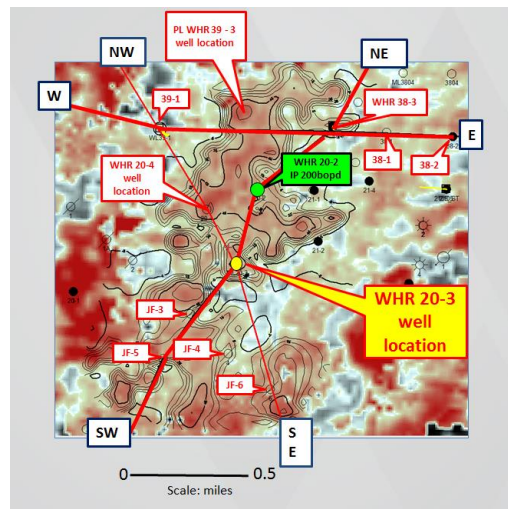 NW
PL WHR 39 - 3
well location
NE
ML3804
3804
W
39-1
WHR 38-3
E
38-1
38-2
WHR 20-4
well
location
WHR 20-2
IP 200bopd
21-1
21-4
21-2
WHR 20-3
well
location
JF-3
JF-5
JF-4
JF-6
SW
S
E
0
0.5
Scale: miles